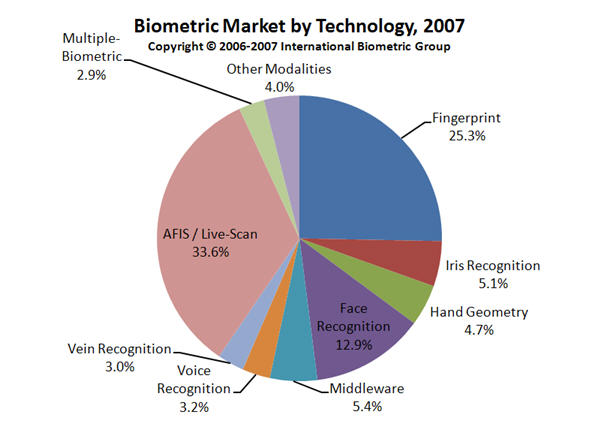 Biometric Market by Technology, 2007
Copyright © 2006-2007 International Biometric Group
Multiple-
Biometric
2.9%
Other Modalities
4.0%
Fingerprint
25.3%
AFIS / Live-Scan
33.6%
Iris Recognition
5.1%
Hand Geometry
4.7%
Face
Recognition
12.9%
Vein Recognition
3.0%
Voice
Recognition
3.2%
Middleware
5.4%